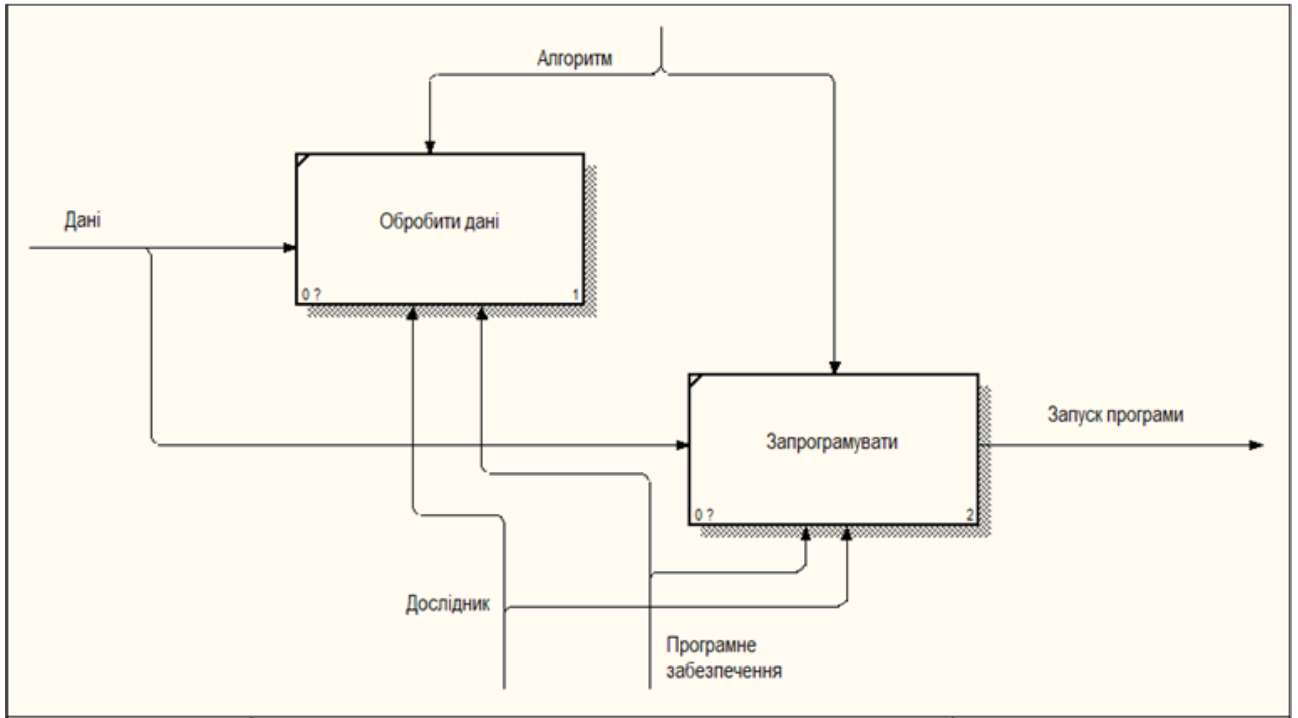 Алгоритм
Дані
Обробити дані
0 ?
1
Запуск програми
Запрограмувати
0 ?
2
Дослідник
Програмне
забезпечення